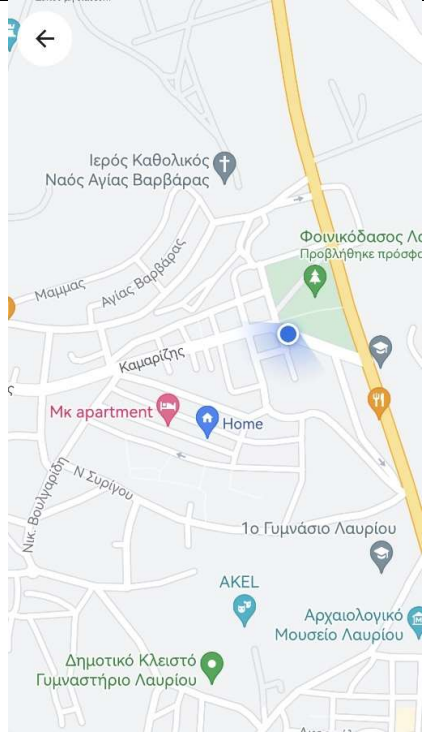 Ιερός Καθολικός
Ναός Αγίας Βαρβάρας
Φοινικόδασος Λα
Προβλήθηκε πρόσφα
Μαμμας
Αγίας Βαρβάρας
Καμαρίζης
ς
Μκ apartment
Home
Νικ. Βουλγαρίδη
Ν Συρίγου
1ο Γυμνάσιο Λαυρίου
AKEL
Αρχαιολογικό
Μουσείο Λαυρίου
Δημοτικό Κλειστό
Γυμναστήριο Λαυρίου